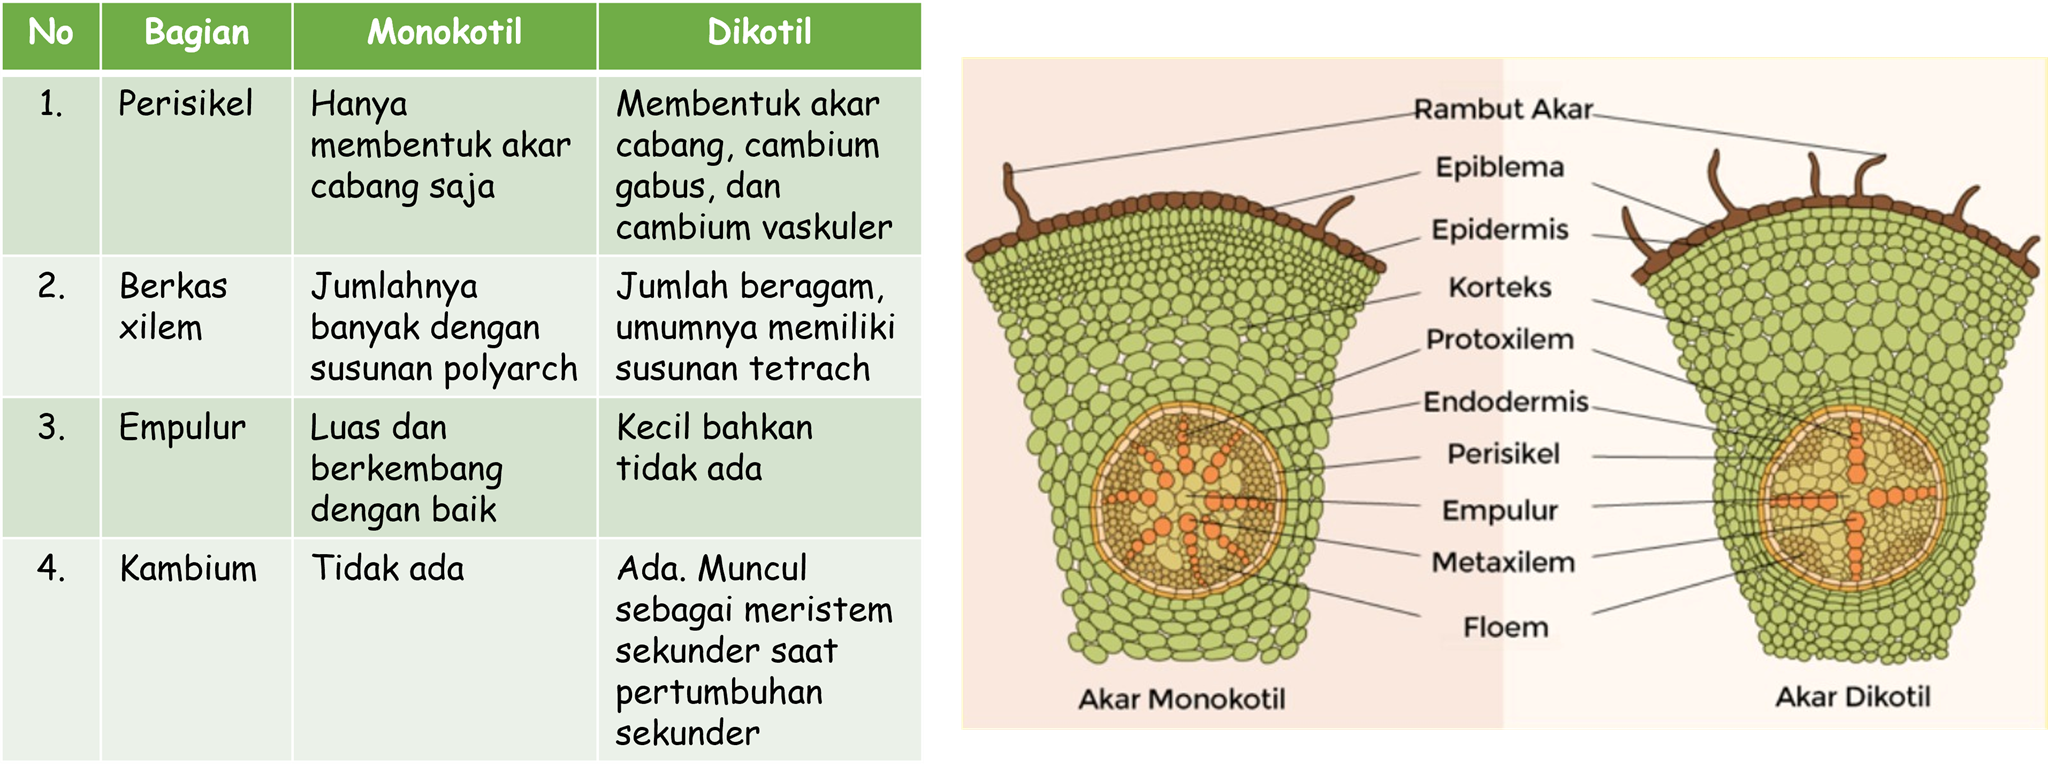 No Bagian Monokotil Dikotil
1. Perisikel Hanya membentuk akar cabang saja Membentuk akar cabang, cambium gabus, dan cambium vaskuler
2. Berkas xilem Jumlahnya banyak dengan susunan polyarch Jumlah beragam, umumnya memiliki susunan tetrach
3. Empulur Luas dan berkembang dengan baik Kecil bahkan tidak ada
4. Kambium Tidak ada Ada. Muncul sebagai meristem sekunder saat pertumbuhan sekunder
Rambut Akar
Epiblema
Epidermis
Korteks
Protoxilem
Endodermis
Perisikel
Empulur
Metaxilem
Floem
Akar Monokotil
Akar Dikotil